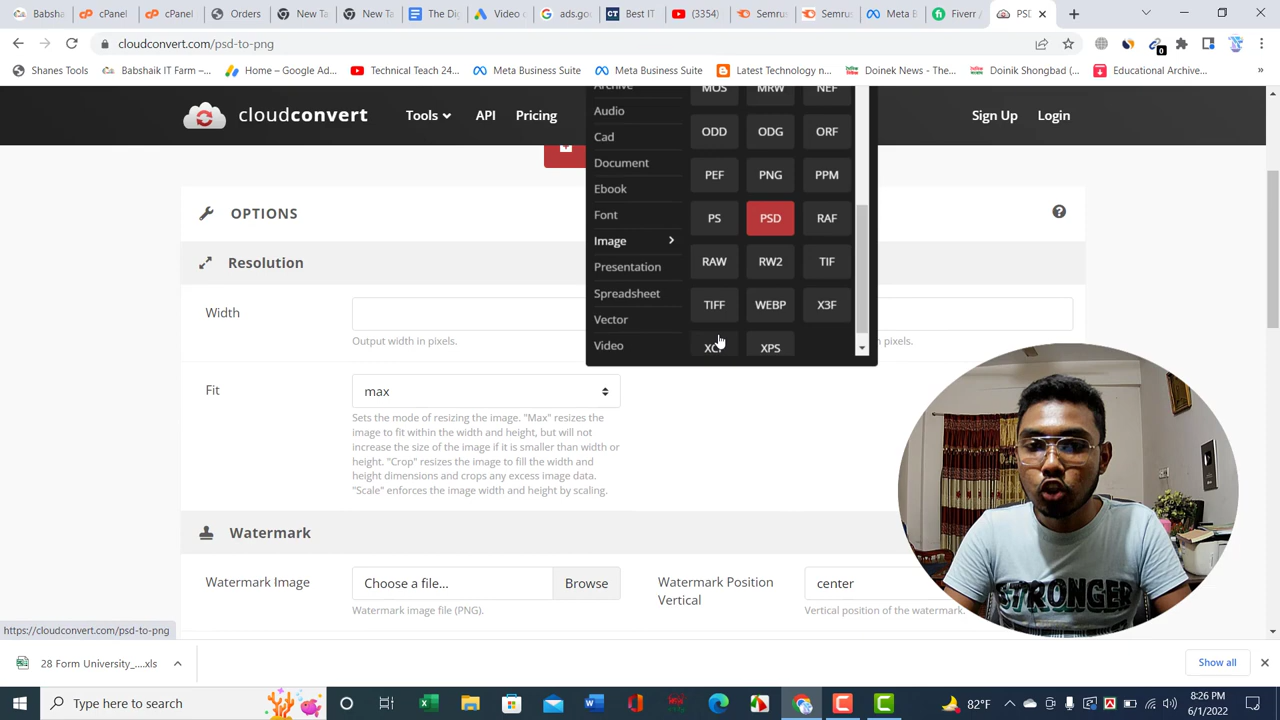 cPanel
cPanel
Orders
New Ta
New T
The Dig
Video c
ads.goo
Best IT
(3354)
Semrus
Semrus
Meta B
Fiverr /
PSD
cloudconvert.com/psd-to-png
0
Shanes Tools
Babshaik IT Farm –...
Home – Google Ad...
Technical Teach 24...
Meta Business Suite
Meta Business Suite
Latest Technology n...
Doinek News - The...
Doinik Shongbad (...
Educational Archive...
»
cloudconvert
Tools
API
Pricing
Sign Up
Login
Archive
Audio
Cad
Document
Ebook
Font
Image
Presentation
Spreadsheet
Vector
Video
MOS MRW NEF
ODD ODG ORF
PEF PNG PPM
PS PSD RAF
RAW RW2 TIF
TIFF WEBP X3F
XPS
OPTIONS
Resolution
Width
Output width in pixels.
pixels.
Fit
max
Sets the mode of resizing the image. "Max" resizes the
image to fit within the width and height, but will not
increase the size of the image if it is smaller than width or
height. "Crop" resizes the image to fill the width and
height dimensions and crops any excess image data.
"Scale" enforces the image width and height by scaling.
Watermark
Watermark Image
Choose a file...
Browse
Watermark image file (PNG).
Watermark Position
Vertical
center
Vertical position of the watermark.
STRONGER
https://cloudconvert.com/psd-to-png
28 Form University_....xls
Show all
Type here to search
82°F
8:26 PM
6/1/2022